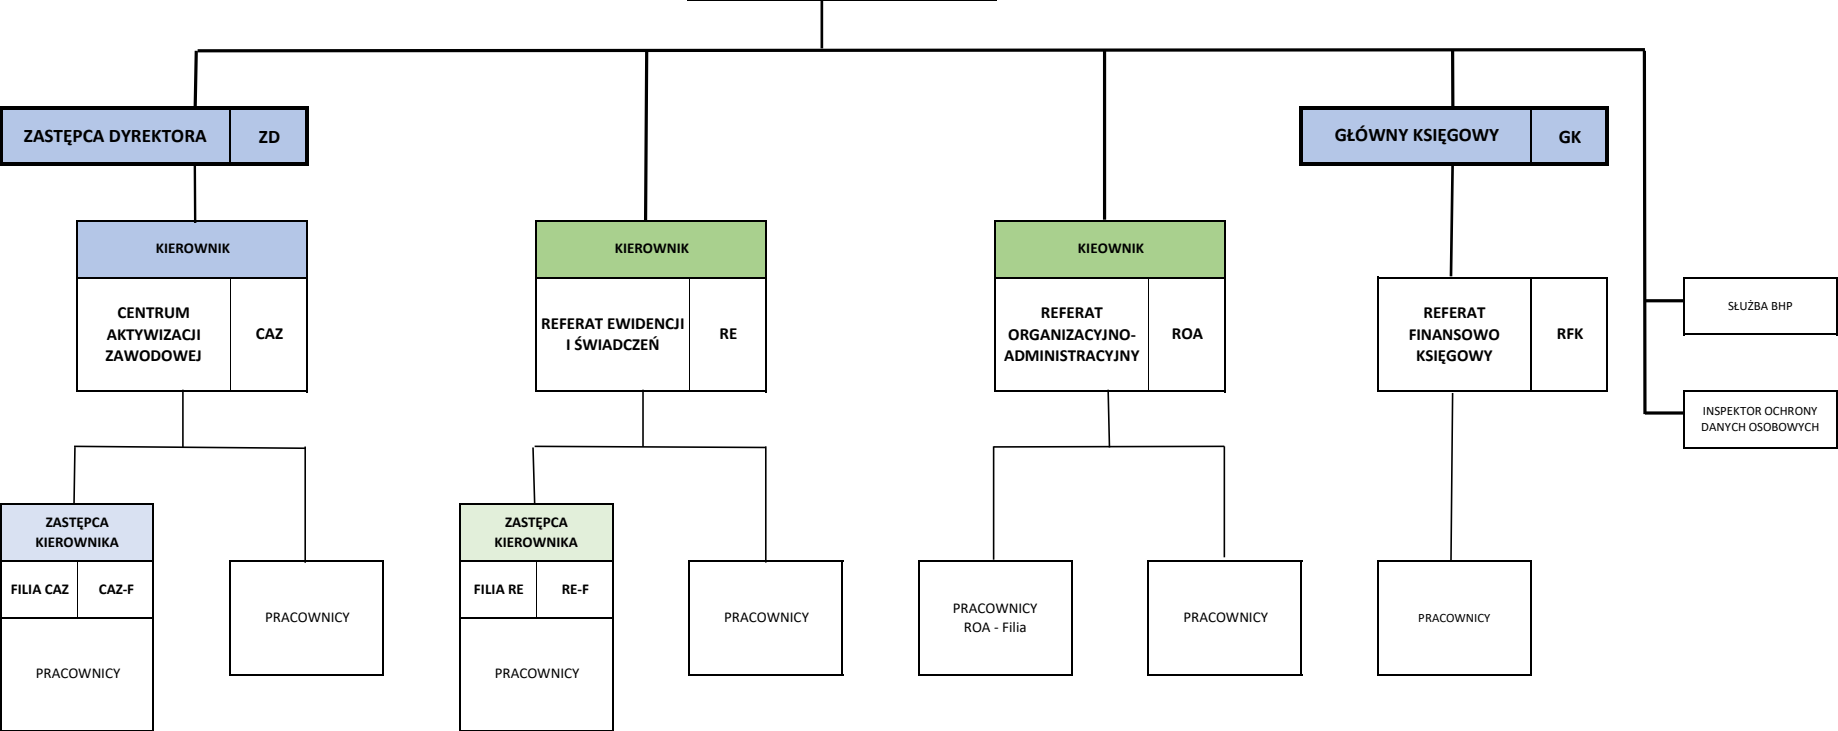 ZASTĘPCA DYREKTORA
ZD
GŁÓWNY KSIĘGOWY
GK
KIEROWNIK
CENTRUM
AKTYWIZACJI
ZAWODOWEJ
CAZ
KIEROWNIK
REFERAT EWIDENCJI
I ŚWIADCZEŃ
RE
KIEOWNIK
REFERAT
ORGANIZACYJNO-
ADMINISTRACYJNY
ROA
REFERAT
FINANSOWO
KSIĘGOWY
RFK
SŁUŻBA BHP
INSPEKTOR OCHRONY
DANYCH OSOBOWYCH
ZASTĘPCA
KIEROWNIKA
FILIA CAZ
CAZ-F
PRACOWNICY
PRACOWNICY
ZASTĘPCA
KIEROWNIKA
FILIA RE
RE-F
PRACOWNICY
PRACOWNICY
PRACOWNICY
ROA - Filia
PRACOWNICY
PRACOWNICY